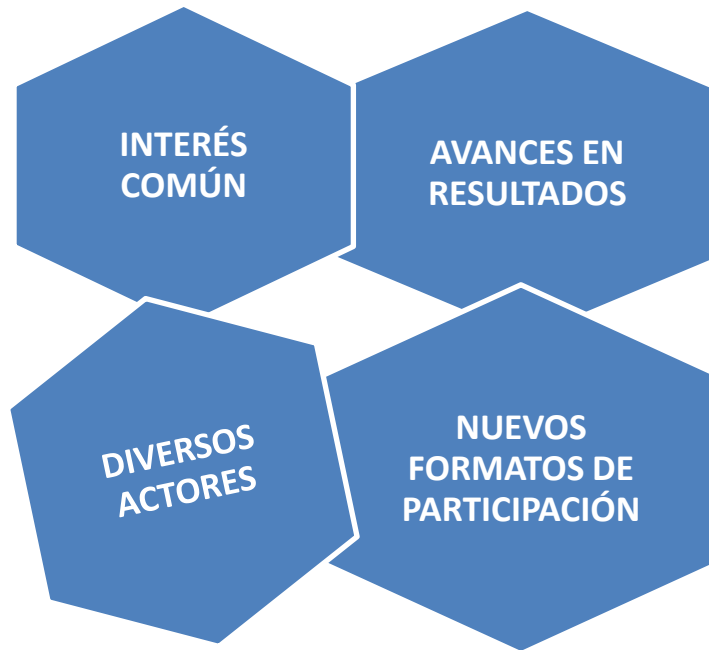 INTERÉS
COMÚN
AVANCES EN
RESULTADOS
DIVERSOS
ACTORES
NUEVOS
FORMATOS DE
PARTICIPACIÓN